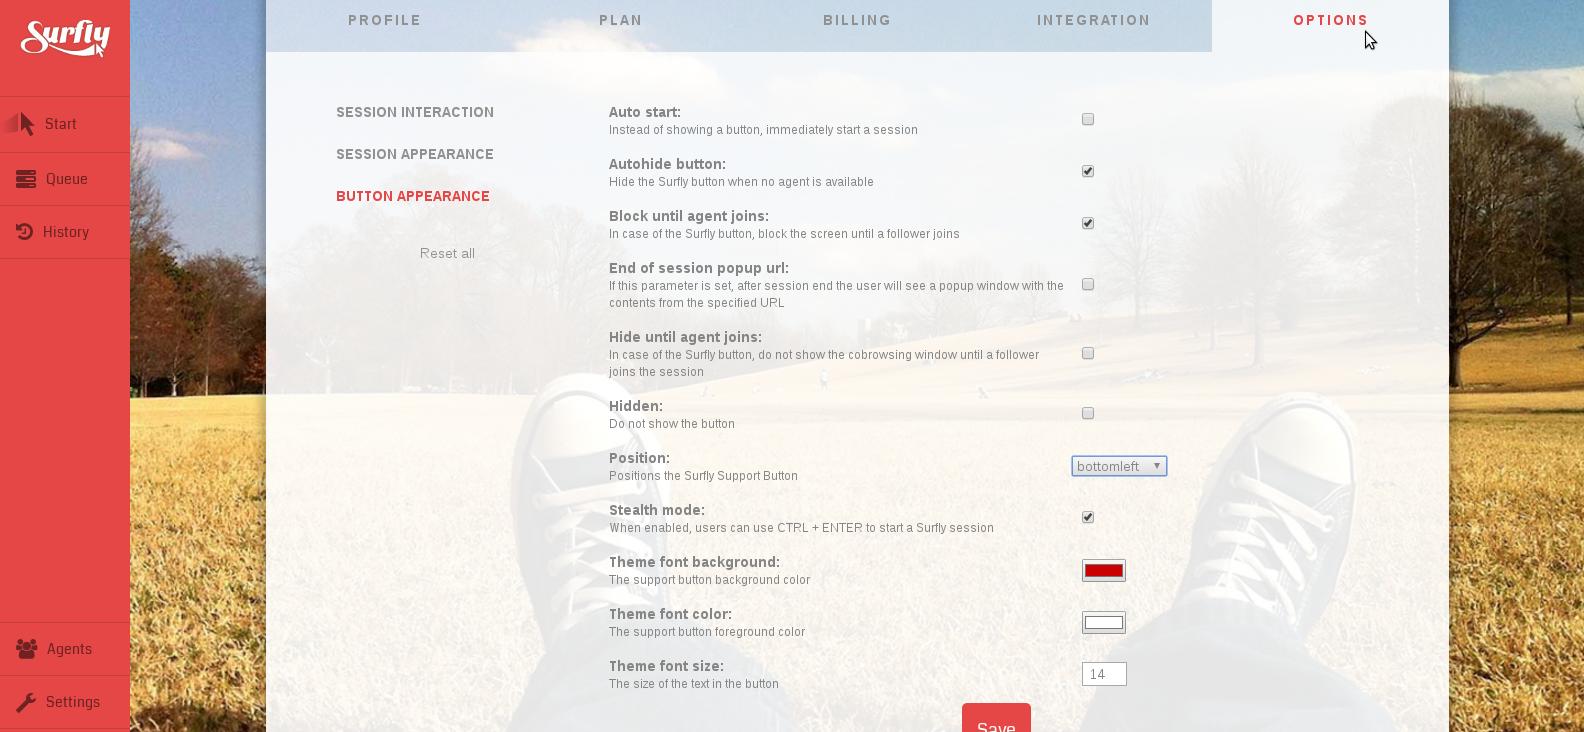 PROFILE PLAN BILLING INTEGRATION OPTIONS
Surfly
Start
Queue
History
Agents
Settings
SESSION INTERACTION
SESSION APPEARANCE
BUTTON APPEARANCE
Reset all
Auto start:
Instead of showing a button, immediately start a session
Autohide button:
Hide the Surfly button when no agent is available
Block until agent joins:
In case of the Surfly button, block the screen until a follower joins
End of session popup url:
If this parameter is set, after session end the user will see a popup window with the
contents from the specified URL
Hide until agent joins:
In case of the Surfly button, do not show the cobrowsing window until a follower
joins the session
Hidden:
Do not show the button
Position:
Positions the Surfly Support Button
bottomleft
Stealth mode:
When enabled, users can use CTRL + ENTER to start a Surfly session
Theme font background:
The support button background color
Theme font color:
The support button foreground color
Theme font size:
The size of the text in the button
14
Save